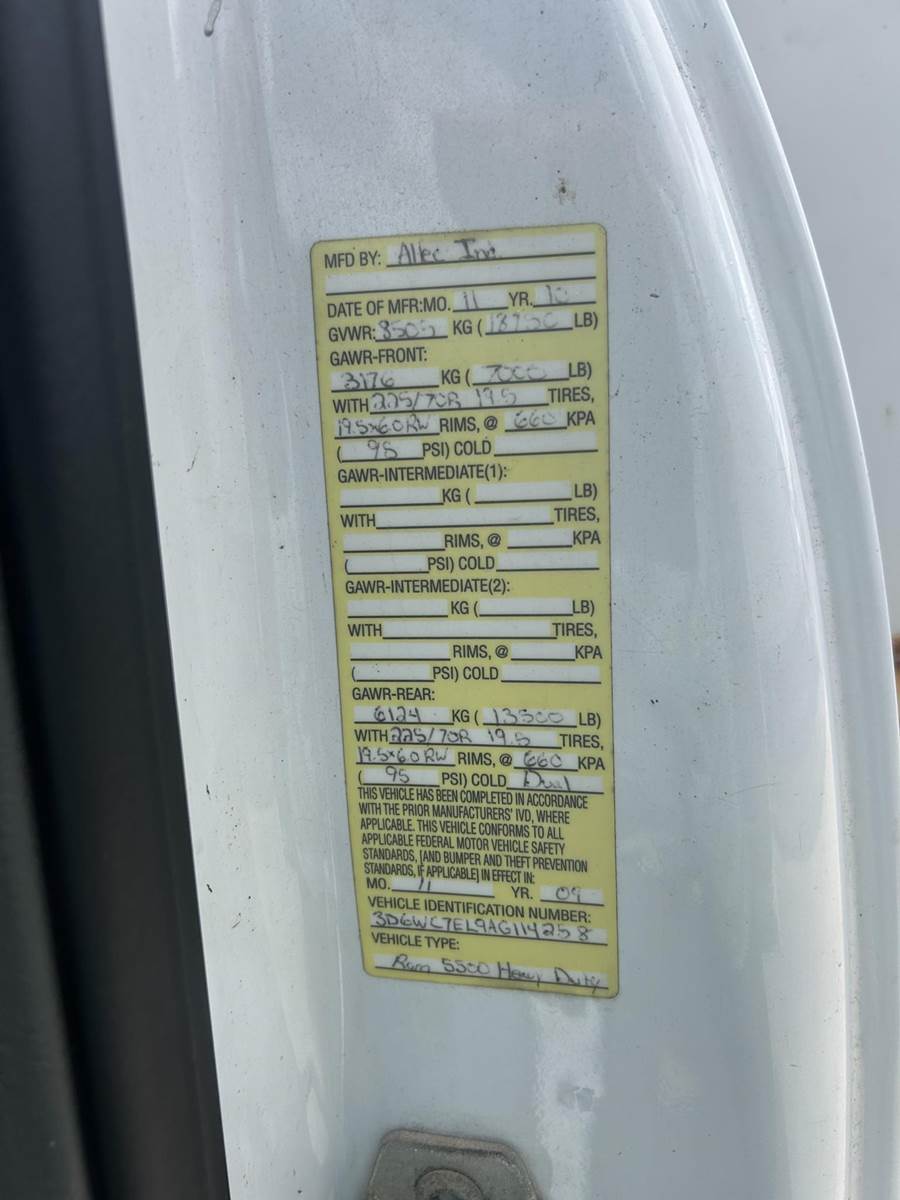 MFD BY: Altec Inc.
DATE OF MFR:MO. 11 YR. 10
GVWR: 8505 KG ( 18750 LB)
GAWR-FRONT:
3176 KG ( 7000 LB)
WITH 225/70R 19.5 TIRES,
19.5x6.0 RW RIMS, @ 660 KPA
( 95 PSI) COLD
GAWR-INTERMEDIATE(1):
KG ( LB)
WITH TIRES,
RIMS, @ KPA
( PSI) COLD
GAWR-INTERMEDIATE(2):
KG ( LB)
WITH TIRES,
RIMS, @ KPA
( PSI) COLD
GAWR-REAR:
6124 KG ( 13500 LB)
WITH 225/70R 19.5 TIRES,
19.5x6.0 RW RIMS, @ 660 KPA
( 95 PSI) COLD Dual
THIS VEHICLE HAS BEEN COMPLETED IN ACCORDANCE
WITH THE PRIOR MANUFACTURERS' IVD, WHERE
APPLICABLE. THIS VEHICLE CONFORMS TO ALL
APPLICABLE FEDERAL MOTOR VEHICLE SAFETY
STANDARDS, [AND BUMPER AND THEFT PREVENTION
STANDARDS, IF APPLICABLE] IN EFFECT IN:
MO. 11 YR. 09
VEHICLE IDENTIFICATION NUMBER:
3D6WC7EL9AG114258
VEHICLE TYPE:
Ram 5500 Heavy Duty